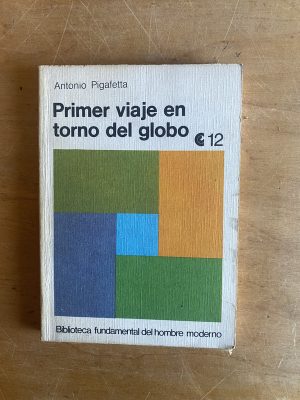 Antonio Pigafetta
Primer viaje en
torno del globo
12
Biblioteca fundamental del hombre moderno